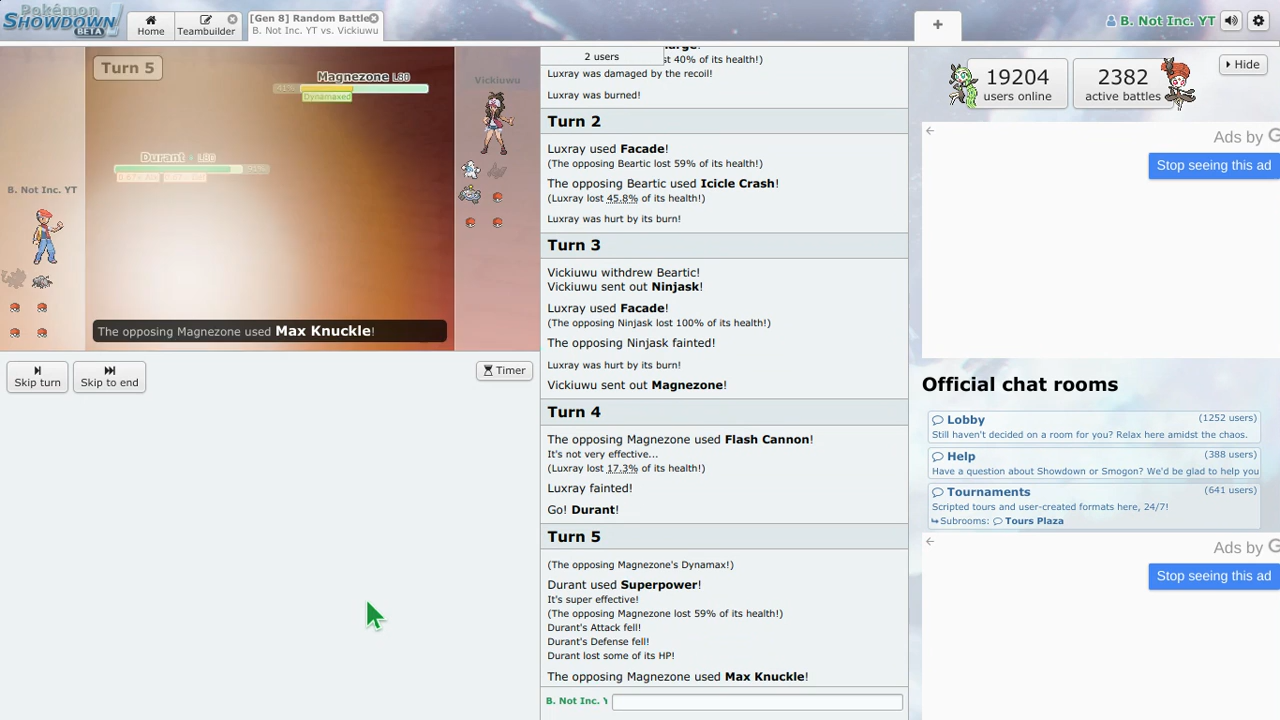 Pokémon
SHOWDOWN!
BETA
Home
Teambuilder
[Gen 8] Random Battle
B. Not Inc. YT vs. Vickiuwu
+
B. Not Inc. YT
Turn 5
Magnezone L80
41%
Dynamaxed
Durant L80
B. Not Inc. YT
Vickiuwu
The opposing Magnezone used Max Knuckle!
Skip turn
Skip to end
Timer
2 users
Luxray was damaged by the recoil!
Luxray was burned!
Turn 2
Luxray used Facade!
(The opposing Beartic lost 59% of its health!)
The opposing Beartic used Icicle Crash!
(Luxray lost 45.8% of its health!)
Luxray was hurt by its burn!
Turn 3
Vickiuwu withdrew Beartic!
Vickiuwu sent out Ninjask!
Luxray used Facade!
(The opposing Ninjask lost 100% of its health!)
The opposing Ninjask fainted!
Luxray was hurt by its burn!
Vickiuwu sent out Magnezone!
Turn 4
The opposing Magnezone used Flash Cannon!
It's not very effective...
(Luxray lost 17.3% of its health!)
Luxray fainted!
Go! Durant!
Turn 5
(The opposing Magnezone's Dynamax!)
Durant used Superpower!
It's super effective!
(The opposing Magnezone lost 59% of its health!)
Durant's Attack fell!
Durant's Defense fell!
Durant lost some of its HP!
The opposing Magnezone used Max Knuckle!
B. Not Inc. Y
19204
users online
2382
active battles
Hide
Ads by G
Stop seeing this ad
Official chat rooms
Lobby
(1252 users)
Still haven't decided on a room for you? Relax here amidst the chaos.
Help
(388 users)
Have a question about Showdown or Smogon? We'd be glad to help you
Tournaments
(641 users)
Scripted tours and user-created formats here, 24/7!
Subrooms: Tours Plaza
Ads by G
Stop seeing this ad